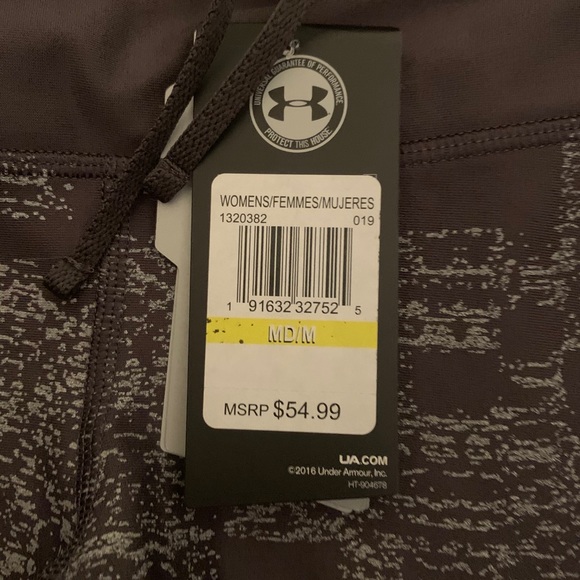 UNIVERSAL GUARANTEE OF PERFORMANCE
PROTECT THIS HOUSE
WOMENS/FEMMES/MUJERES
1320382 019
1 91632 32752 5
MD/M
MSRP $54.99
UA.COM
©2016 Under Armour, Inc.
HT-904678